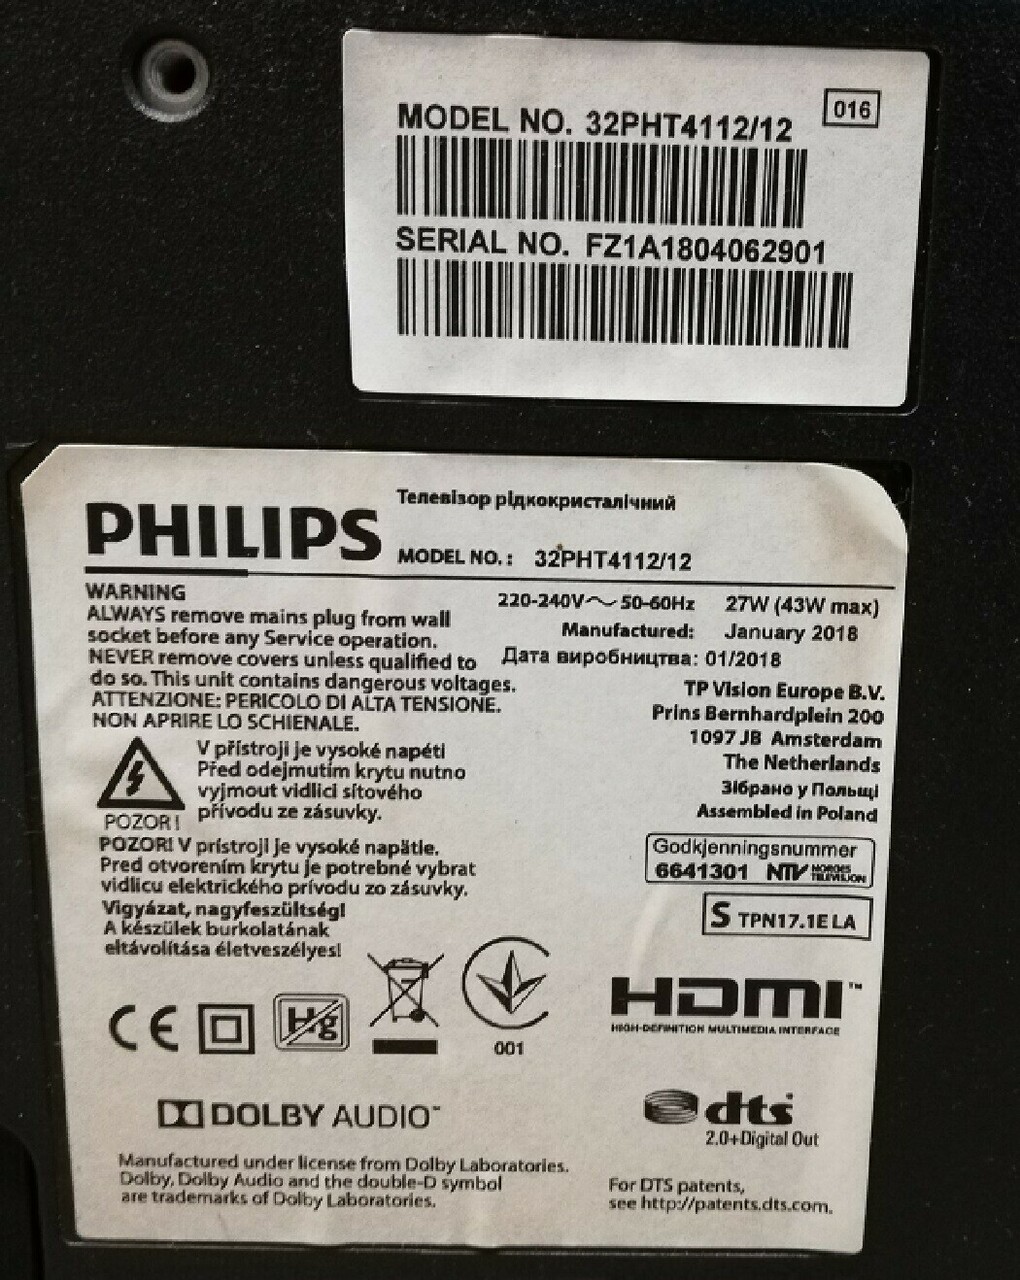 016
MODEL NO. 32PHT4112/12
SERIAL NO. FZ1A1804062901
PHILIPS
Телевізор рідкокристалічний
MODEL NO.: 32PHT4112/12
WARNING
ALWAYS remove mains plug from wall
socket before any Service operation.
NEVER remove covers unless qualified to
do so. This unit contains dangerous voltages.
ATTENZIONE: PERICOLO DI ALTA TENSIONE.
NON APRIRE LO SCHIENALE.
220-240V～50-60Hz 27W (43W max)
Manufactured: January 2018
Дата виробництва: 01/2018
TP Vision Europe B.V.
Prins Bernhardplein 200
1097 JB Amsterdam
The Netherlands
Зібрано у Польщі
Assembled in Poland
V přístroji je vysoké napětí
Před odejmutím krytu nutno
vyjmout vidlici síťového
přívodu ze zásuvky.
POZOR!
POZOR! V prístroji je vysoké napätie.
Pred otvorením krytu je potrebné vybrat
vidlicu elektrického prívodu zo zásuvky.
Vigyázat, nagyfeszültség!
A készülek burkolatának
eltávolítása életveszélyes!
Godkjenningsnummer
6641301 NTV NORGES
TELEVISJON
S TPN17.1E LA
CE
Hg
001
HDMI™
HIGH-DEFINITION MULTIMEDIA INTERFACE
DOLBY AUDIO™
dts
2.0+Digital Out
Manufactured under license from Dolby Laboratories.
Dolby, Dolby Audio and the double-D symbol
are trademarks of Dolby Laboratories.
For DTS patents,
see http://patents.dts.com.